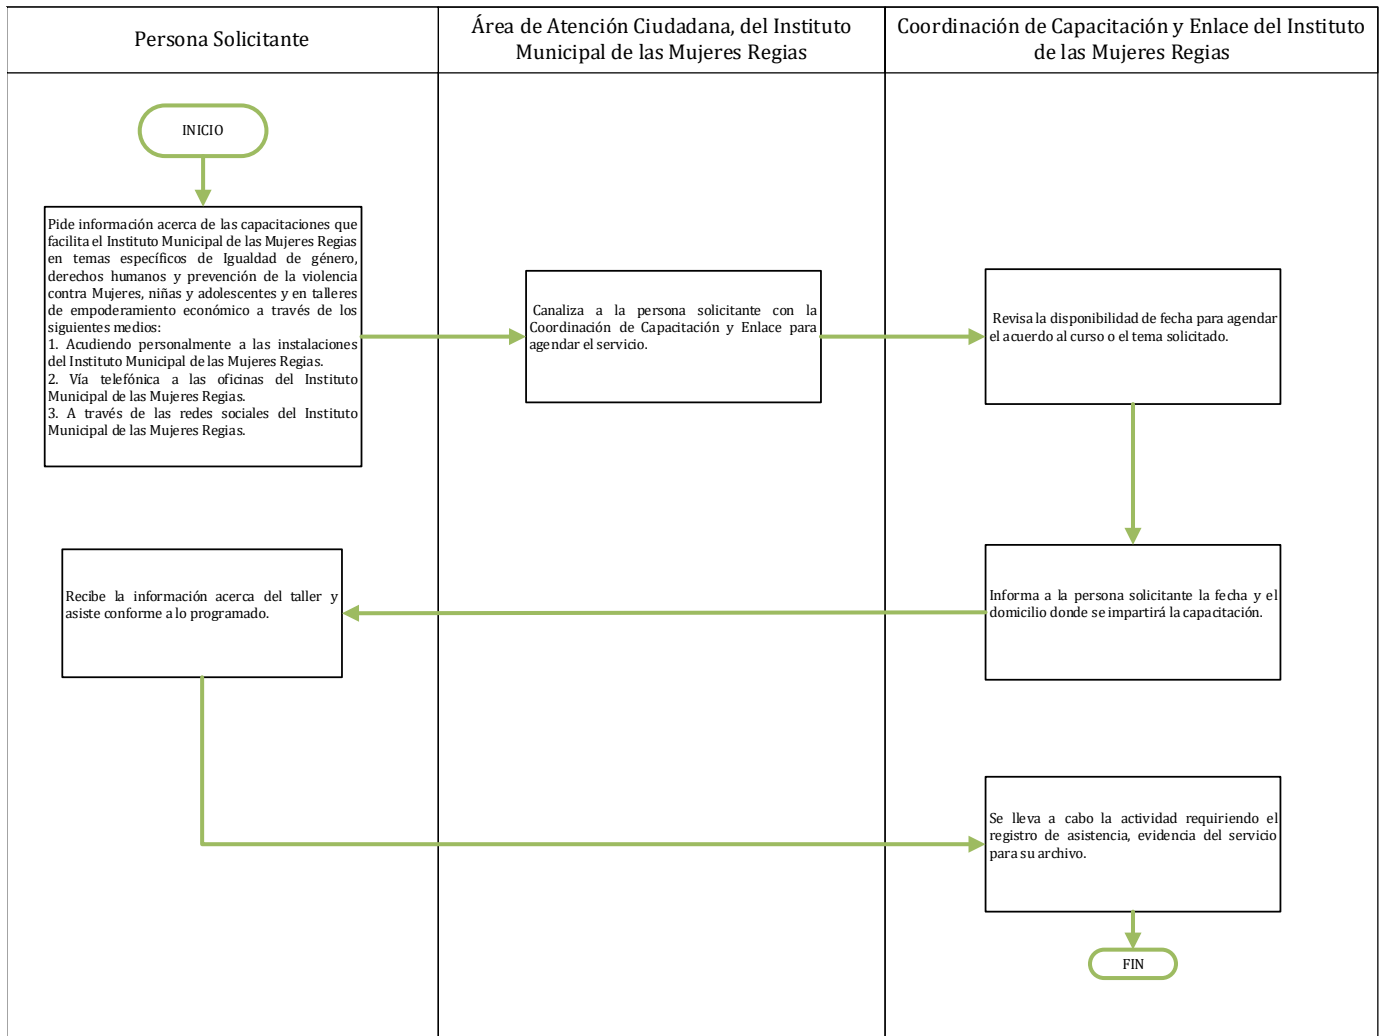 Persona Solicitante
Área de Atención Ciudadana, del Instituto
Municipal de las Mujeres Regias
Coordinación de Capacitación y Enlace del Instituto
de las Mujeres Regias
INICIO
Pide información acerca de las capacitaciones que
facilita el Instituto Municipal de las Mujeres Regias
en temas específicos de Igualdad de género,
derechos humanos y prevención de la violencia
contra Mujeres, niñas y adolescentes y en talleres
de empoderamiento económico a través de los
siguientes medios:
1. Acudiendo personalmente a las instalaciones
del Instituto Municipal de las Mujeres Regias.
2. Vía telefónica a las oficinas del Instituto
Municipal de las Mujeres Regias.
3. A través de las redes sociales del Instituto
Municipal de las Mujeres Regias.
Canaliza a la persona solicitante con la
Coordinación de Capacitación y Enlace para
agendar el servicio.
Revisa la disponibilidad de fecha para agendar
el acuerdo al curso o el tema solicitado.
Informa a la persona solicitante la fecha y el
domicilio donde se impartirá la capacitación.
Recibe la información acerca del taller y
asiste conforme a lo programado.
Se lleva a cabo la actividad requiriendo el
registro de asistencia, evidencia del servicio
para su archivo.
FIN